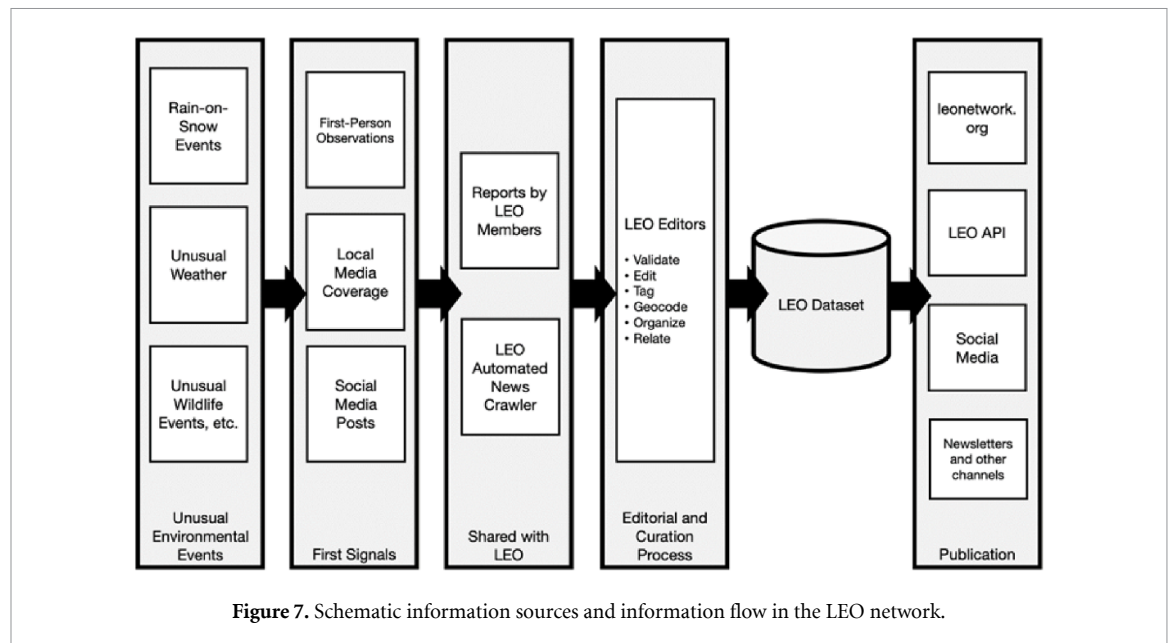 Rain-on-
Snow
Events
Unusual
Weather
Unusual
Wildlife
Events, etc.
Unusual
Environmental
Events
First-Person
Observations
Local
Media
Coverage
Social
Media
Posts
First Signals
Reports by
LEO
Members
LEO
Automated
News
Crawler
Shared with
LEO
LEO Editors
• Validate
• Edit
• Tag
• Geocode
• Organize
• Relate
Editorial and
Curation
Process
LEO Dataset
leonetwork.
org
LEO API
Social
Media
Newsletters
and other
channels
Publication
Figure 7. Schematic information sources and information flow in the LEO network.